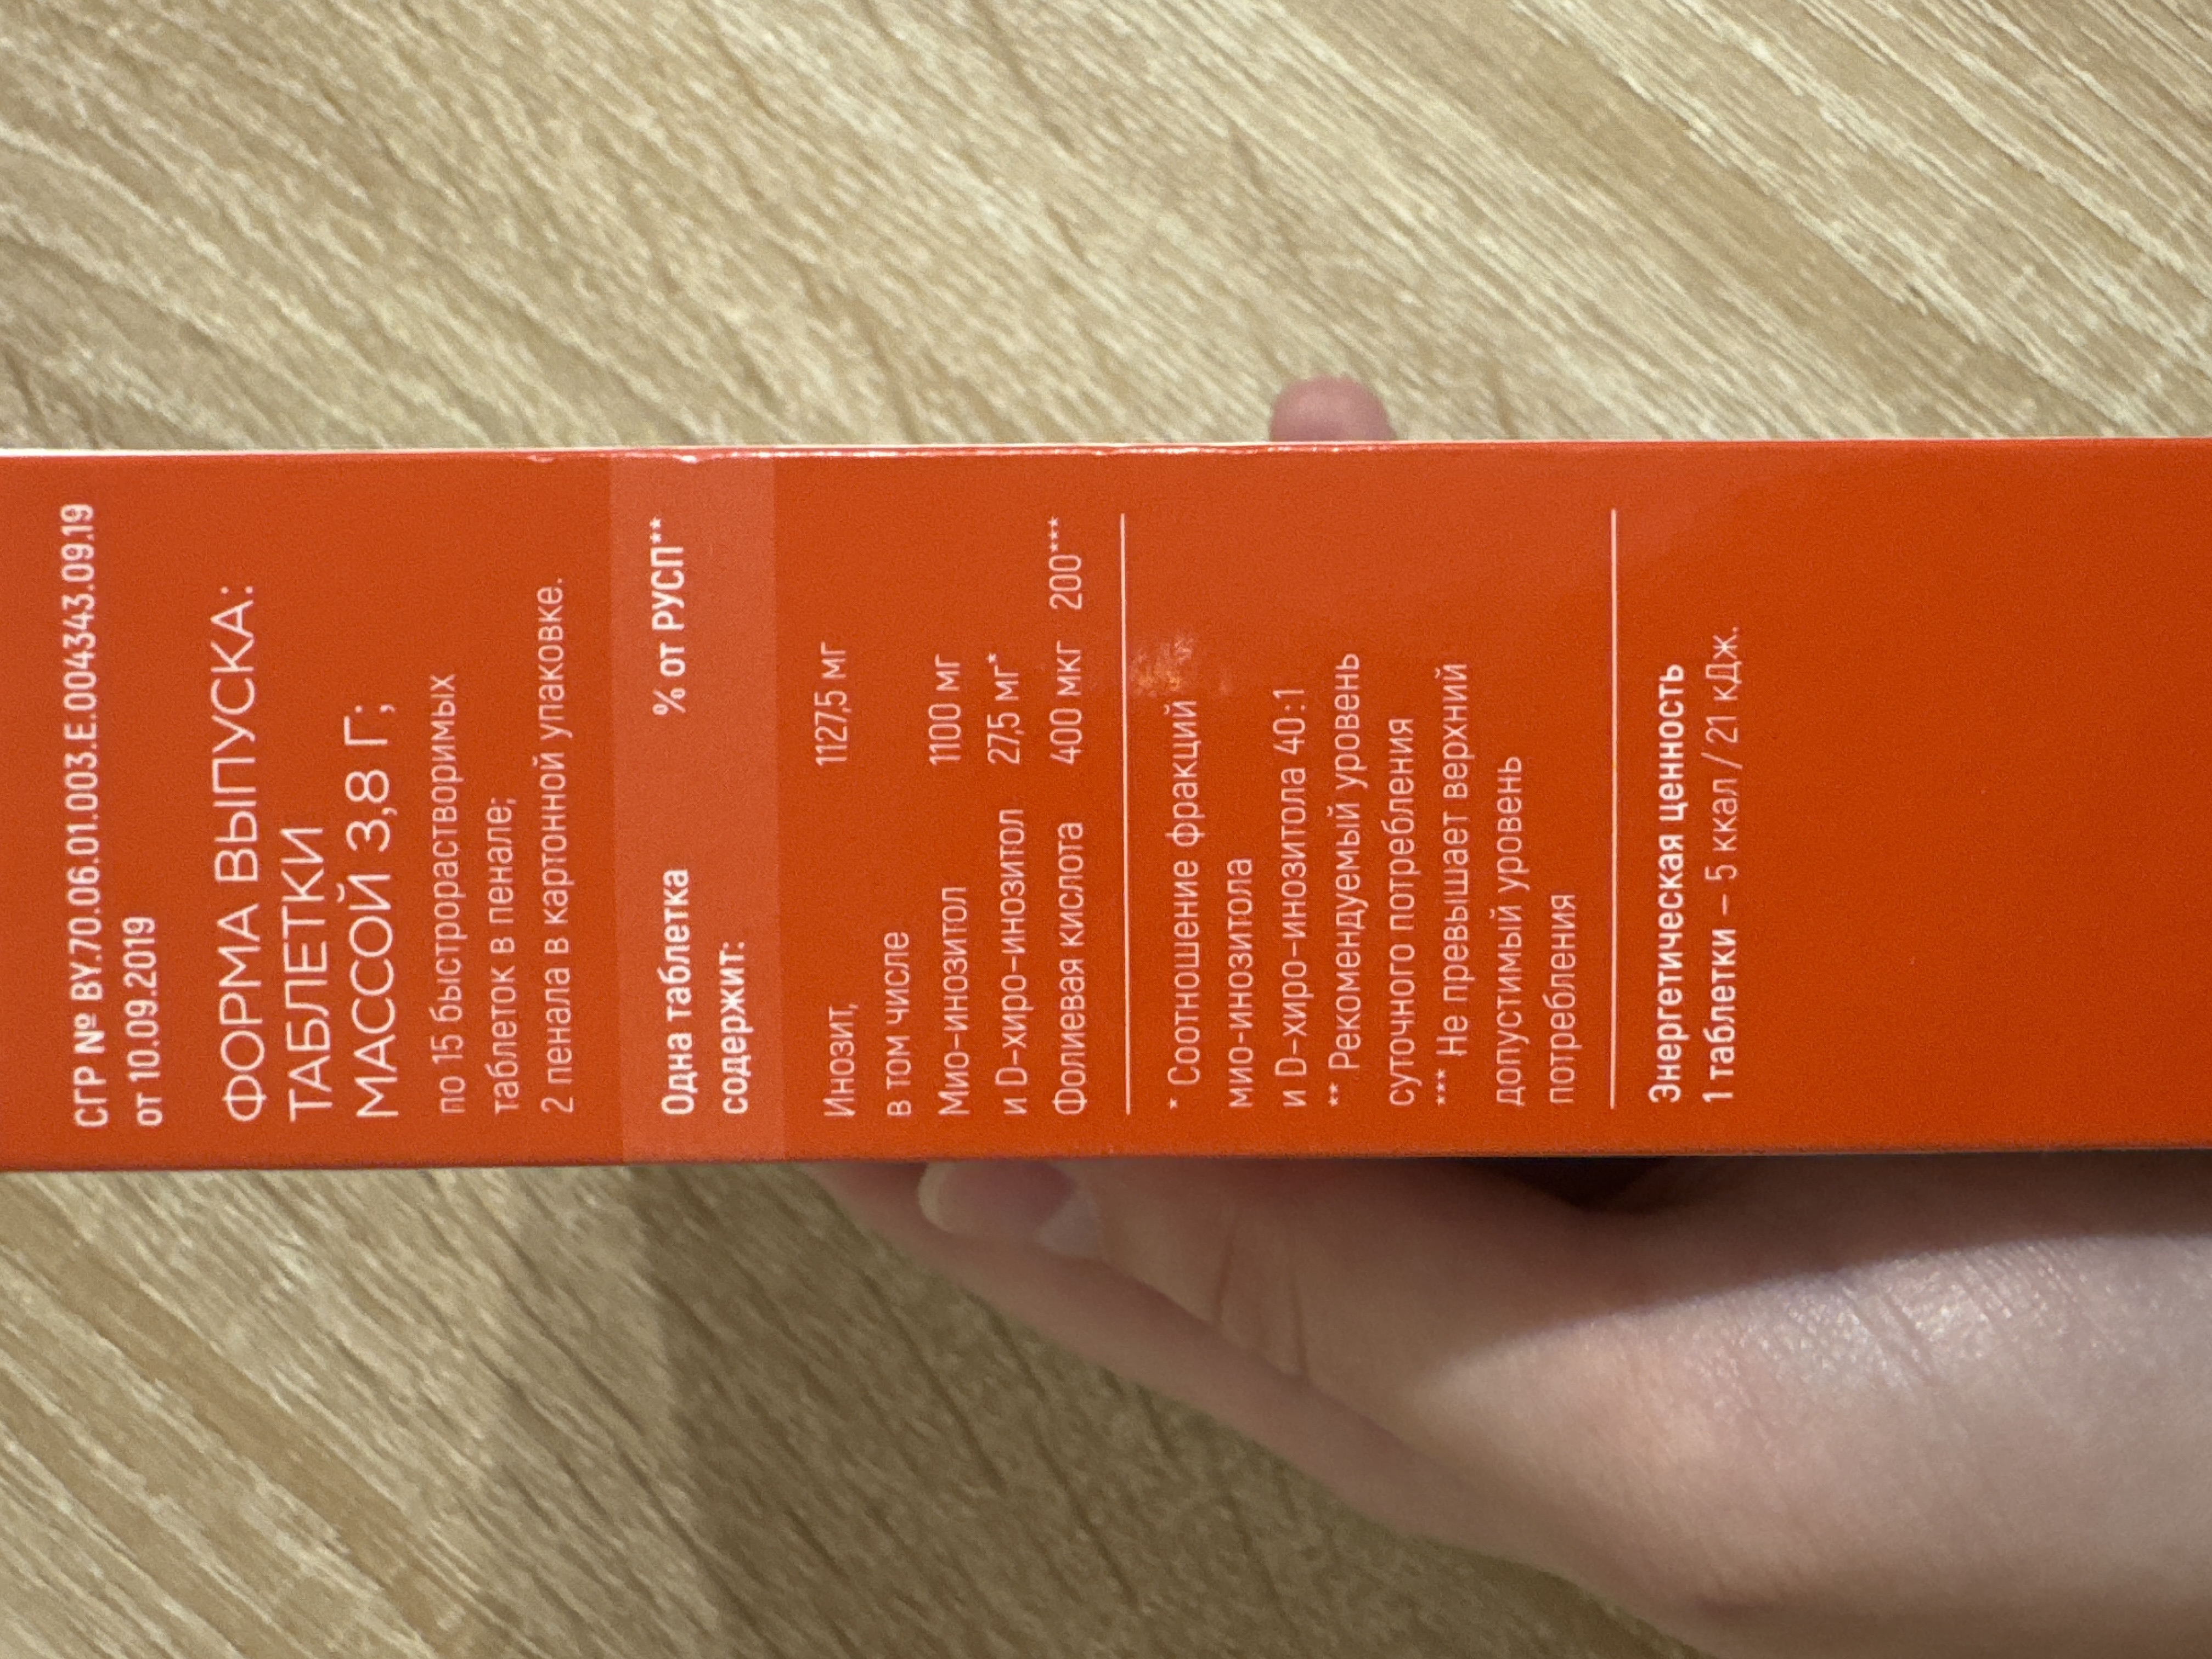 СГР № BY.70.06.01.003.Е.004343.09.19
от 10.09.2019
ФОРМА ВЫПУСКА:
ТАБЛЕТКИ
МАССОЙ 3,8 Г;
по 15 быстрорастворимых
таблеток в пенале;
2 пенала в картонной упаковке.
Одна таблетка % от РУСП**
содержит:
Инозит, 1127,5 мг
в том числе
Мио-инозитол 1100 мг
и D-хиро-инозитол 27,5 мг*
Фолиевая кислота 400 мкг 200***
* Соотношение фракций
мио-инозитола
и D-хиро-инозитола 40:1
** Рекомендуемый уровень
суточного потребления
*** Не превышает верхний
допустимый уровень
потребления
Энергетическая ценность
1 таблетки – 5 ккал / 21 кДж.